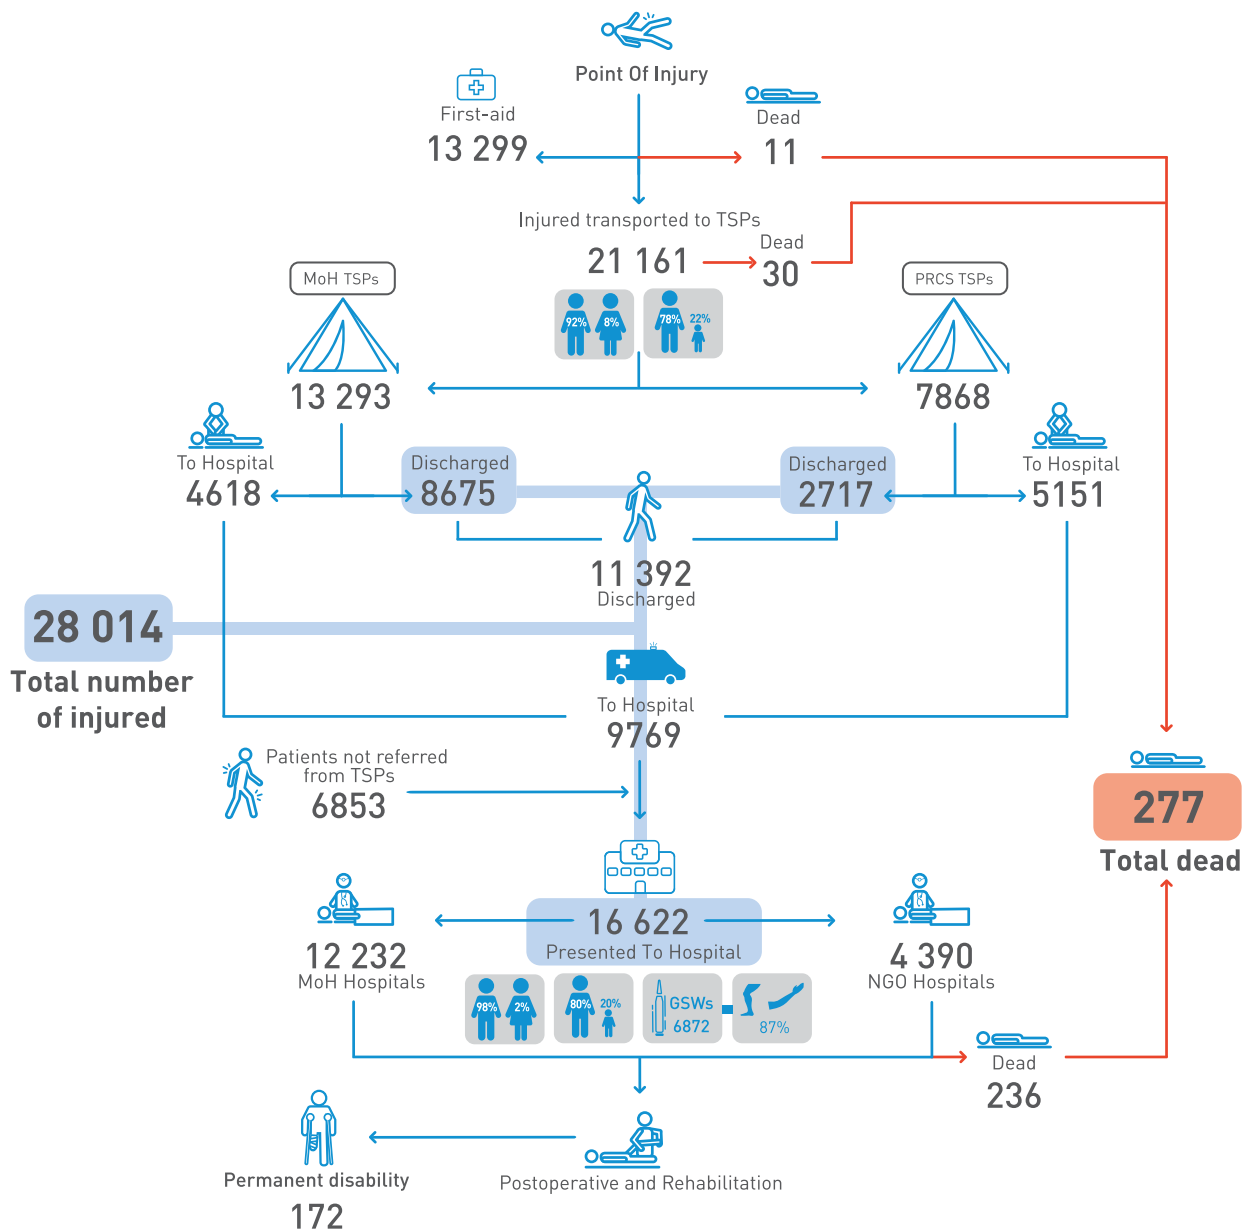 Point Of Injury
First-aid
13 299
Dead
11
Injured transported to TSPs
21 161
Dead
30
MoH TSPs
PRCS TSPs
92%
8%
78%
22%
13 293
7868
To Hospital
4618
Discharged
8675
Discharged
2717
To Hospital
5151
11 392
Discharged
28 014
Total number
of injured
To Hospital
9769
Patients not referred
from TSPs
6853
277
Total dead
16 622
Presented To Hospital
12 232
MoH Hospitals
4 390
NGO Hospitals
98%
2%
80%
20%
GSWs
6872
87%
Dead
236
Permanent disability
172
Postoperative and Rehabilitation